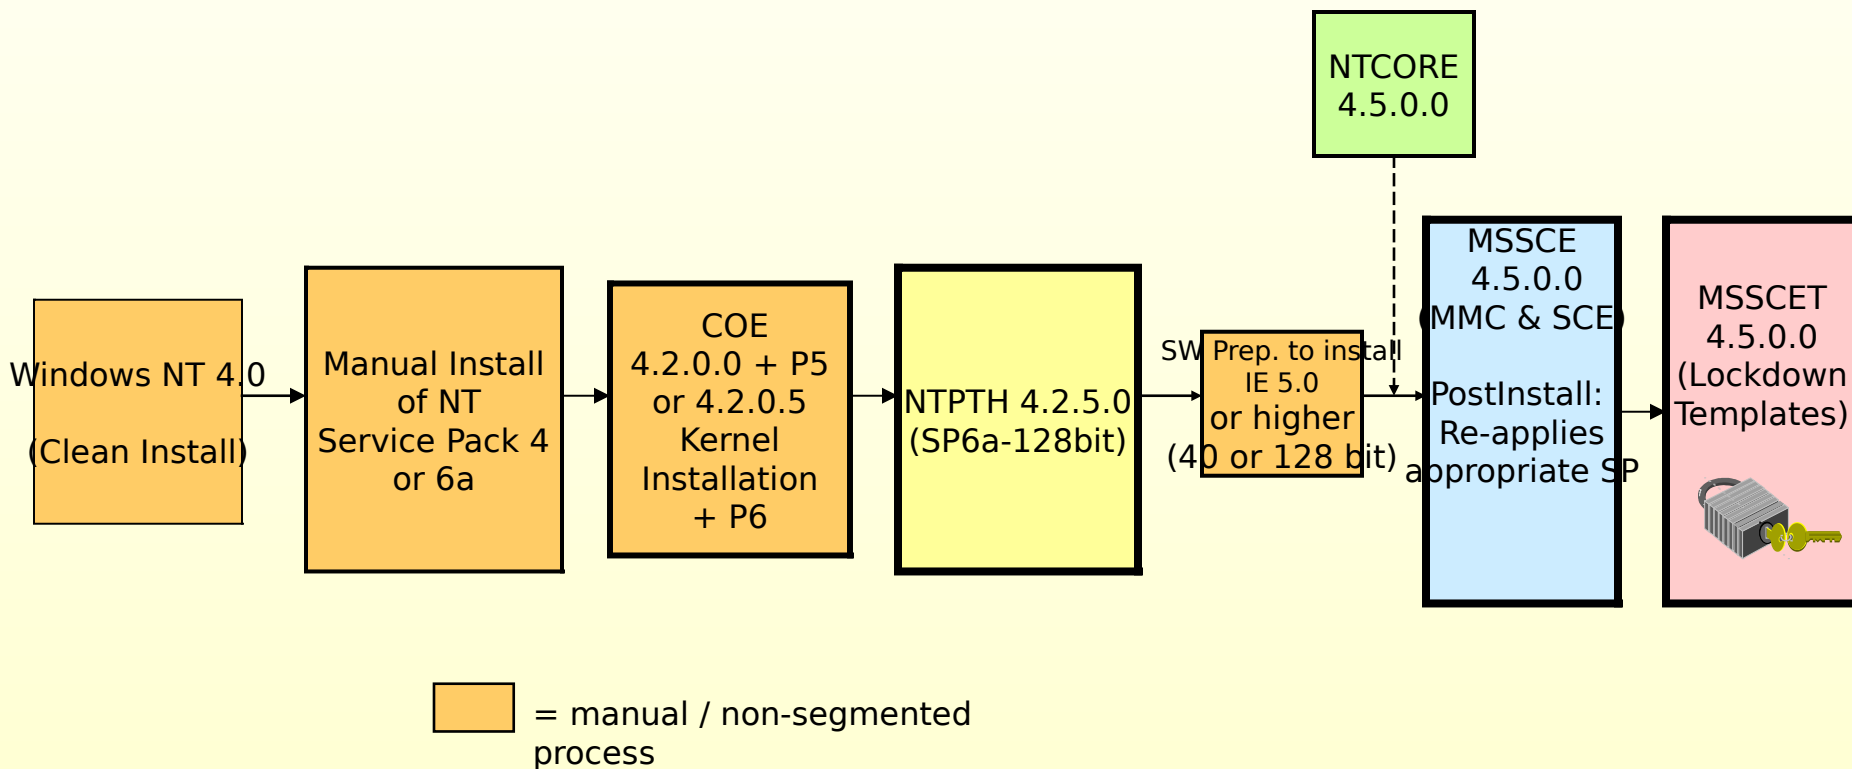 NTCORE
4.5.0.0
Windows NT 4.0
(Clean Install)
Manual Install
of NT
Service Pack 4
or 6a
COE
4.2.0.0 + P5
or 4.2.0.5
Kernel
Installation
+ P6
NTPTH 4.2.5.0
(SP6a-128bit)
SW Prep. to install
IE 5.0
or higher
(40 or 128 bit)
MSSCE
4.5.0.0
(MMC & SCE)
PostInstall:
Re-applies
appropriate SP
MSSCET
4.5.0.0
(Lockdown
Templates)
= manual / non-segmented
process